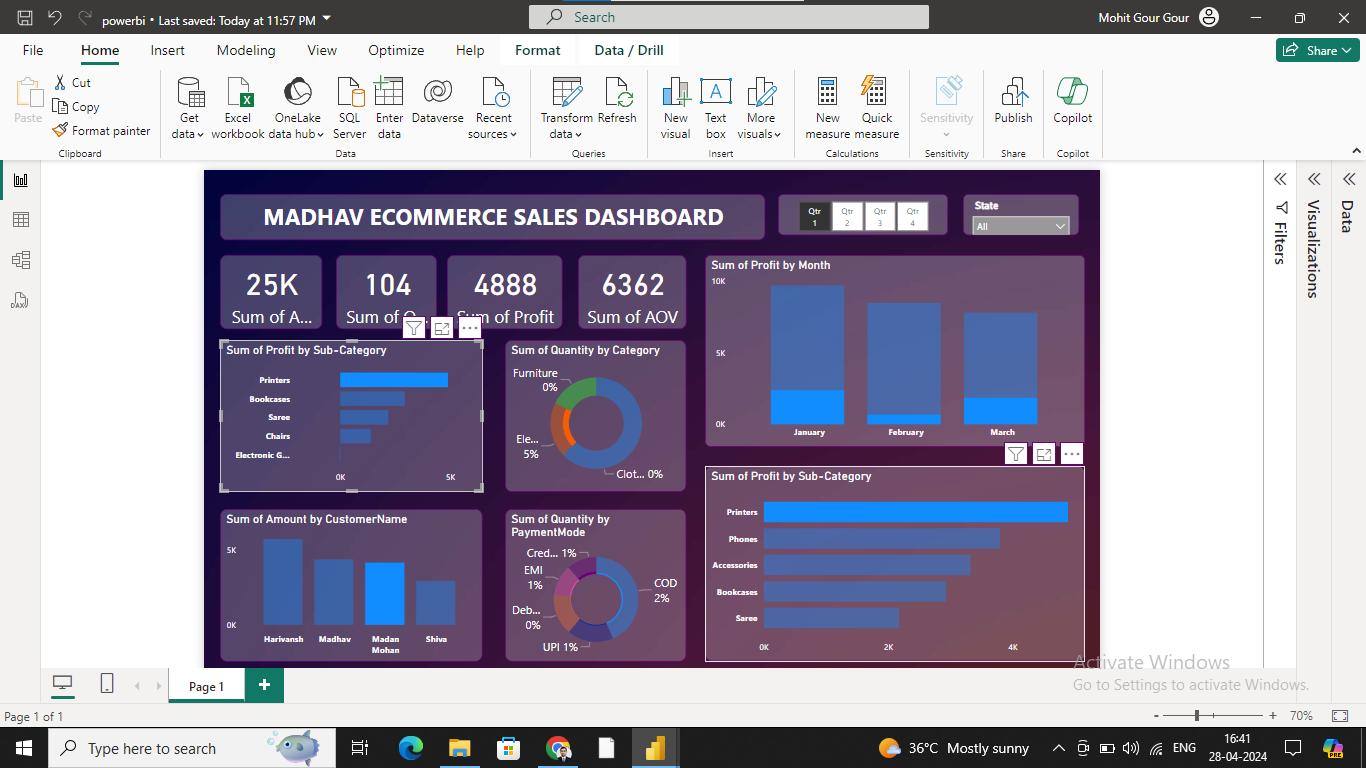 powerbi • Last saved: Today at 11:57 PM
Search
Mohit Gour Gour
File Home Insert Modeling View Optimize Help Format Data / Drill
Share
Paste
Cut
Copy
Format painter
Clipboard
Get data
Excel workbook
OneLake data hub
SQL Server
Enter data
Dataverse
Recent sources
Data
Transform data
Refresh
Queries
New visual
Text box
More visuals
Insert
New measure
Quick measure
Calculations
Sensitivity
Sensitivity
Publish
Share
Copilot
Copilot
MADHAV ECOMMERCE SALES DASHBOARD
Qtr 1
Qtr 2
Qtr 3
Qtr 4
State
All
25K
Sum of A...
104
Sum of Q...
4888
Sum of Profit
6362
Sum of AOV
Sum of Profit by Month
10K
5K
0K
January February March
Sum of Profit by Sub-Category
Printers
Bookcases
Saree
Chairs
Electronic G...
0K 5K
Sum of Quantity by Category
Furniture
0%
Ele...
5%
Clot... 0%
Sum of Profit by Sub-Category
Printers
Phones
Accessories
Bookcases
Saree
0K 2K 4K
Sum of Amount by CustomerName
5K
0K
Harivansh Madhav Madan Mohan Shiva
Sum of Quantity by
PaymentMode
Cred... 1%
EMI
1%
Deb...
0%
UPI 1%
COD
2%
Filters
Visualizations
Data
Activate Windows
Go to Settings to activate Windows.
Page 1
Page 1 of 1
- + 70%
Type here to search
36°C Mostly sunny
ENG
16:41
28-04-2024